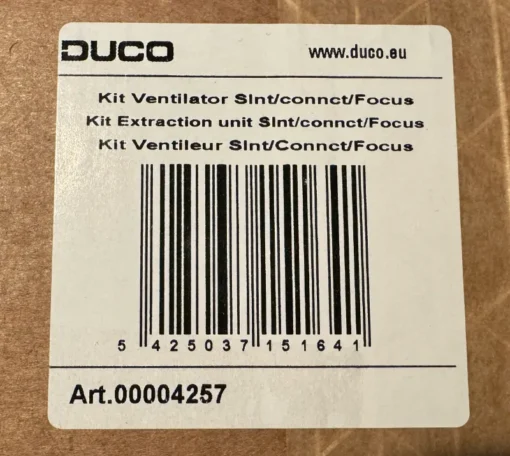 DUCO
www.duco.eu
Kit Ventilator Slnt/connct/Focus
Kit Extraction unit Slnt/connct/Focus
Kit Ventileur Slnt/Connct/Focus
5 425037 151641
Art.00004257